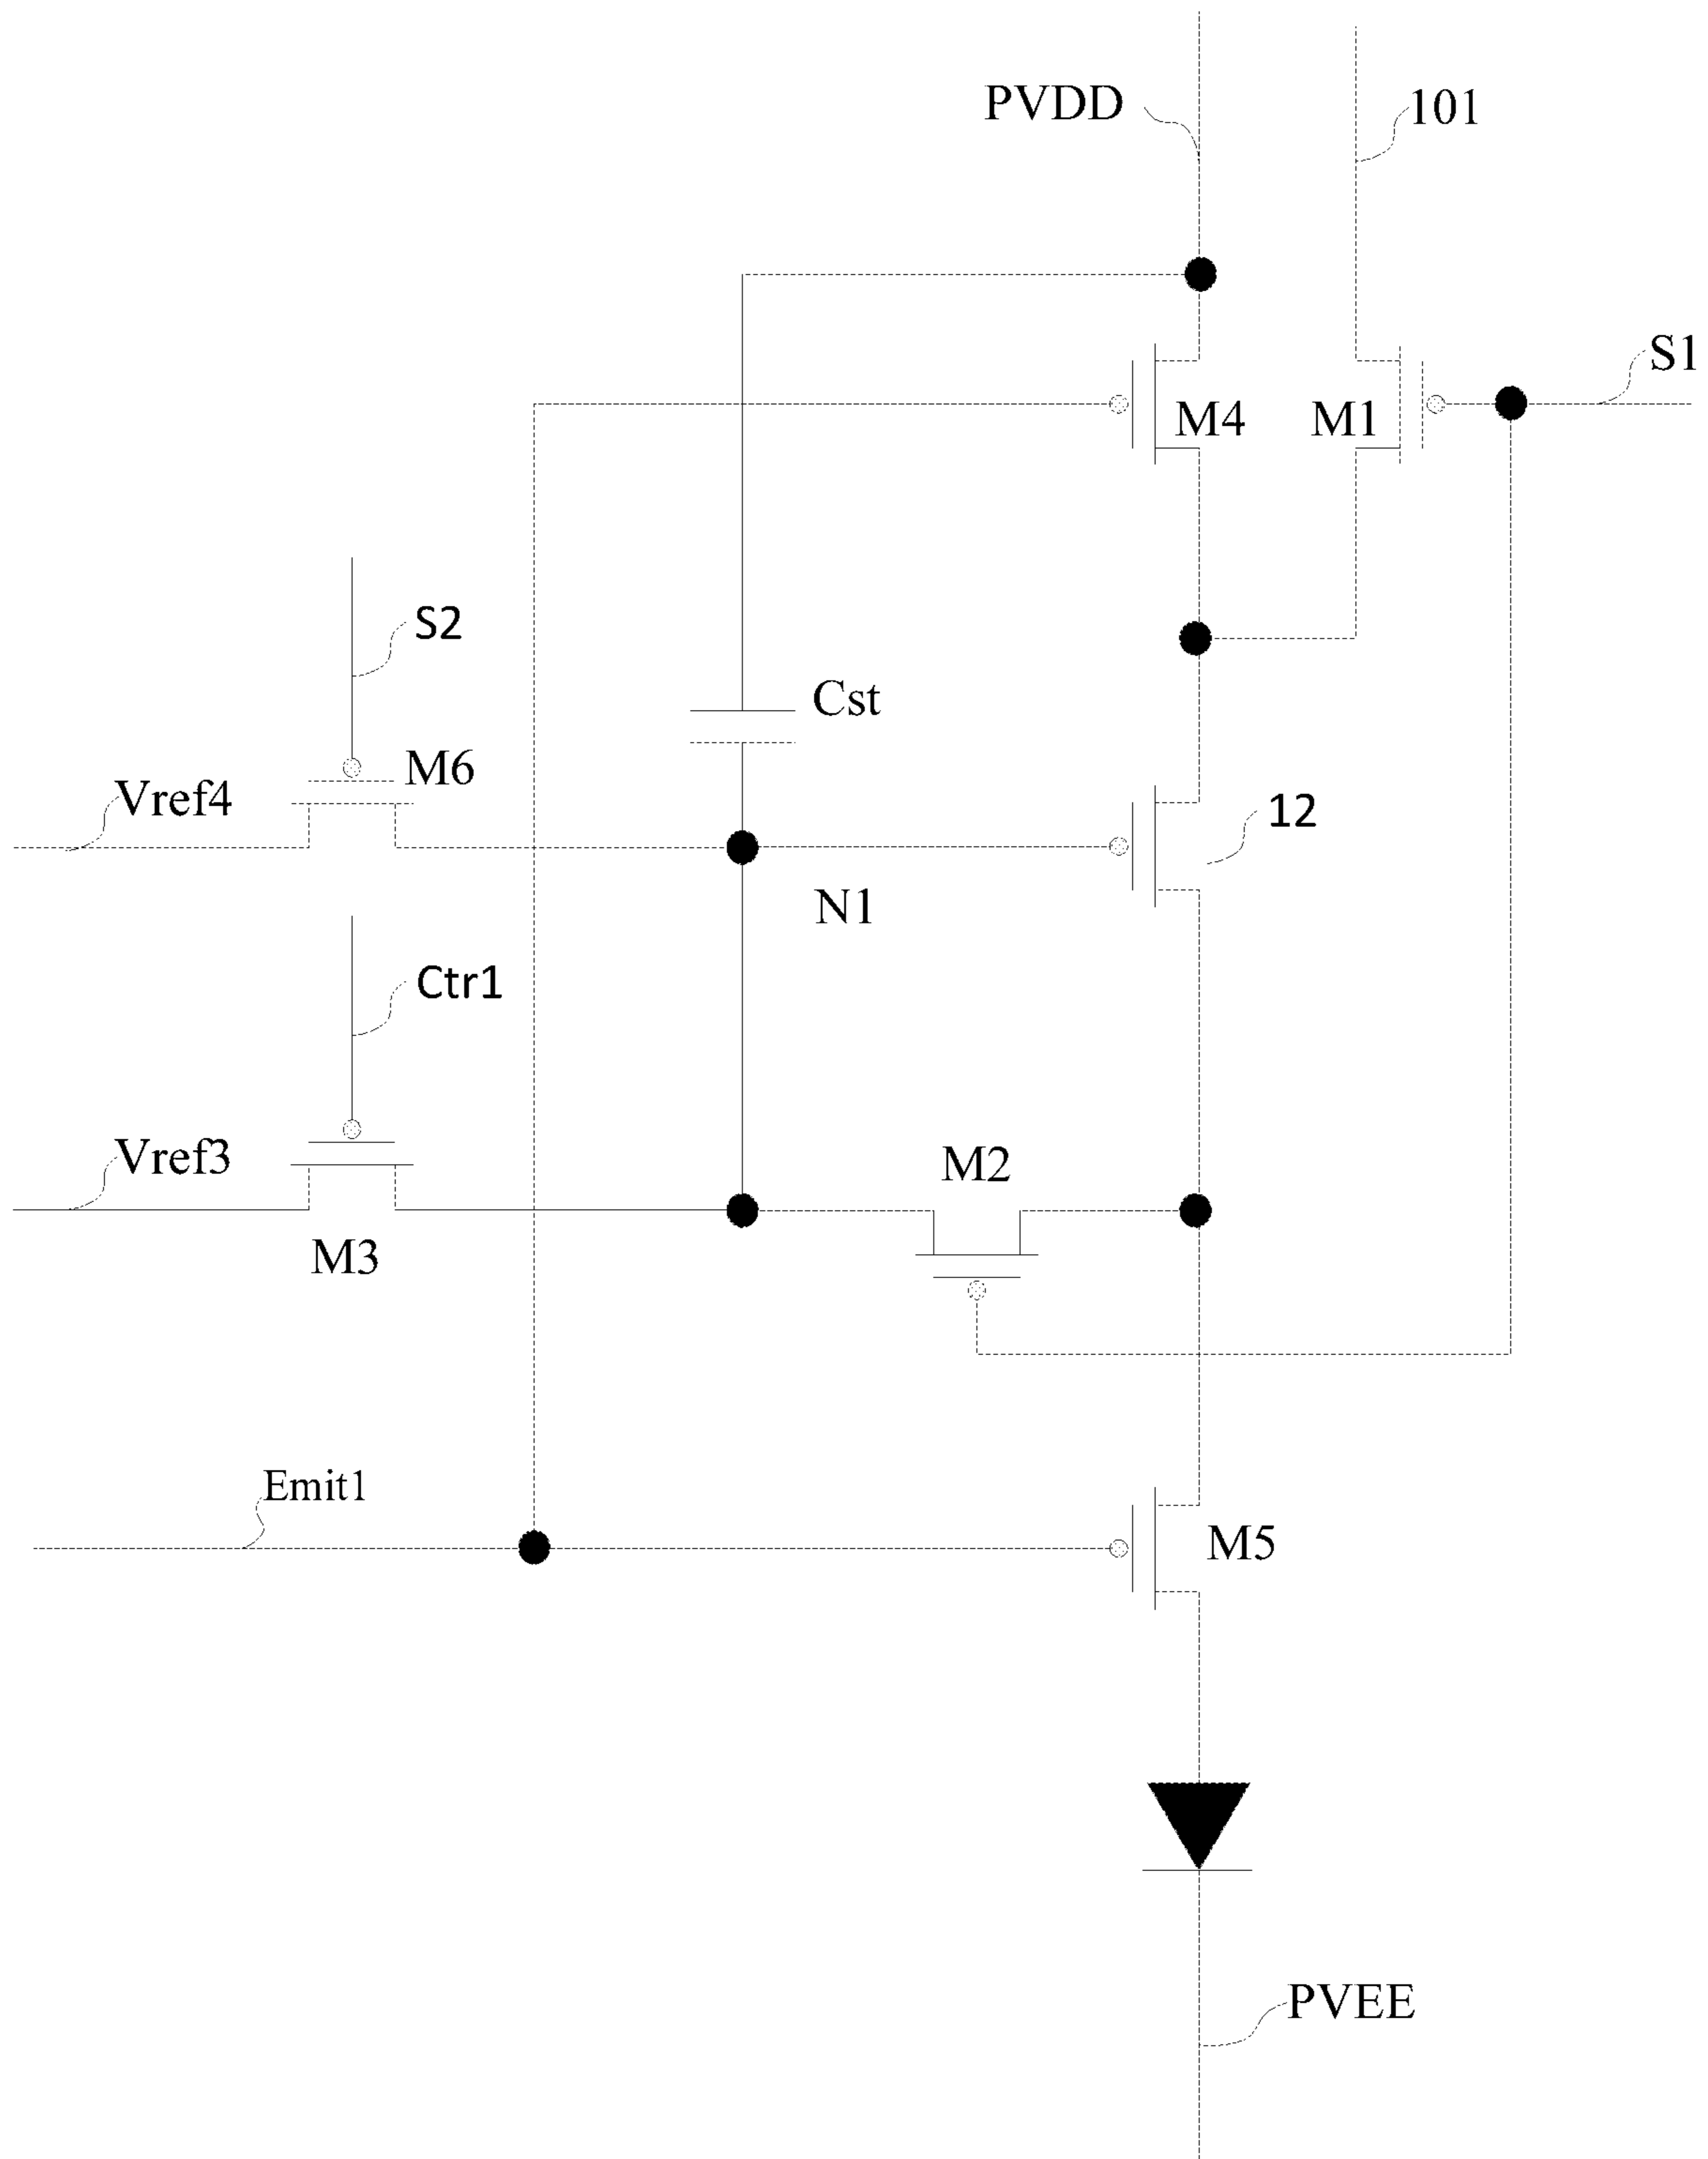 PVDD
101
S1
M4
M1
S2
Cst
M6
Vref4
12
N1
Ctr1
Vref3
M2
M3
Emit1
M5
PVEE